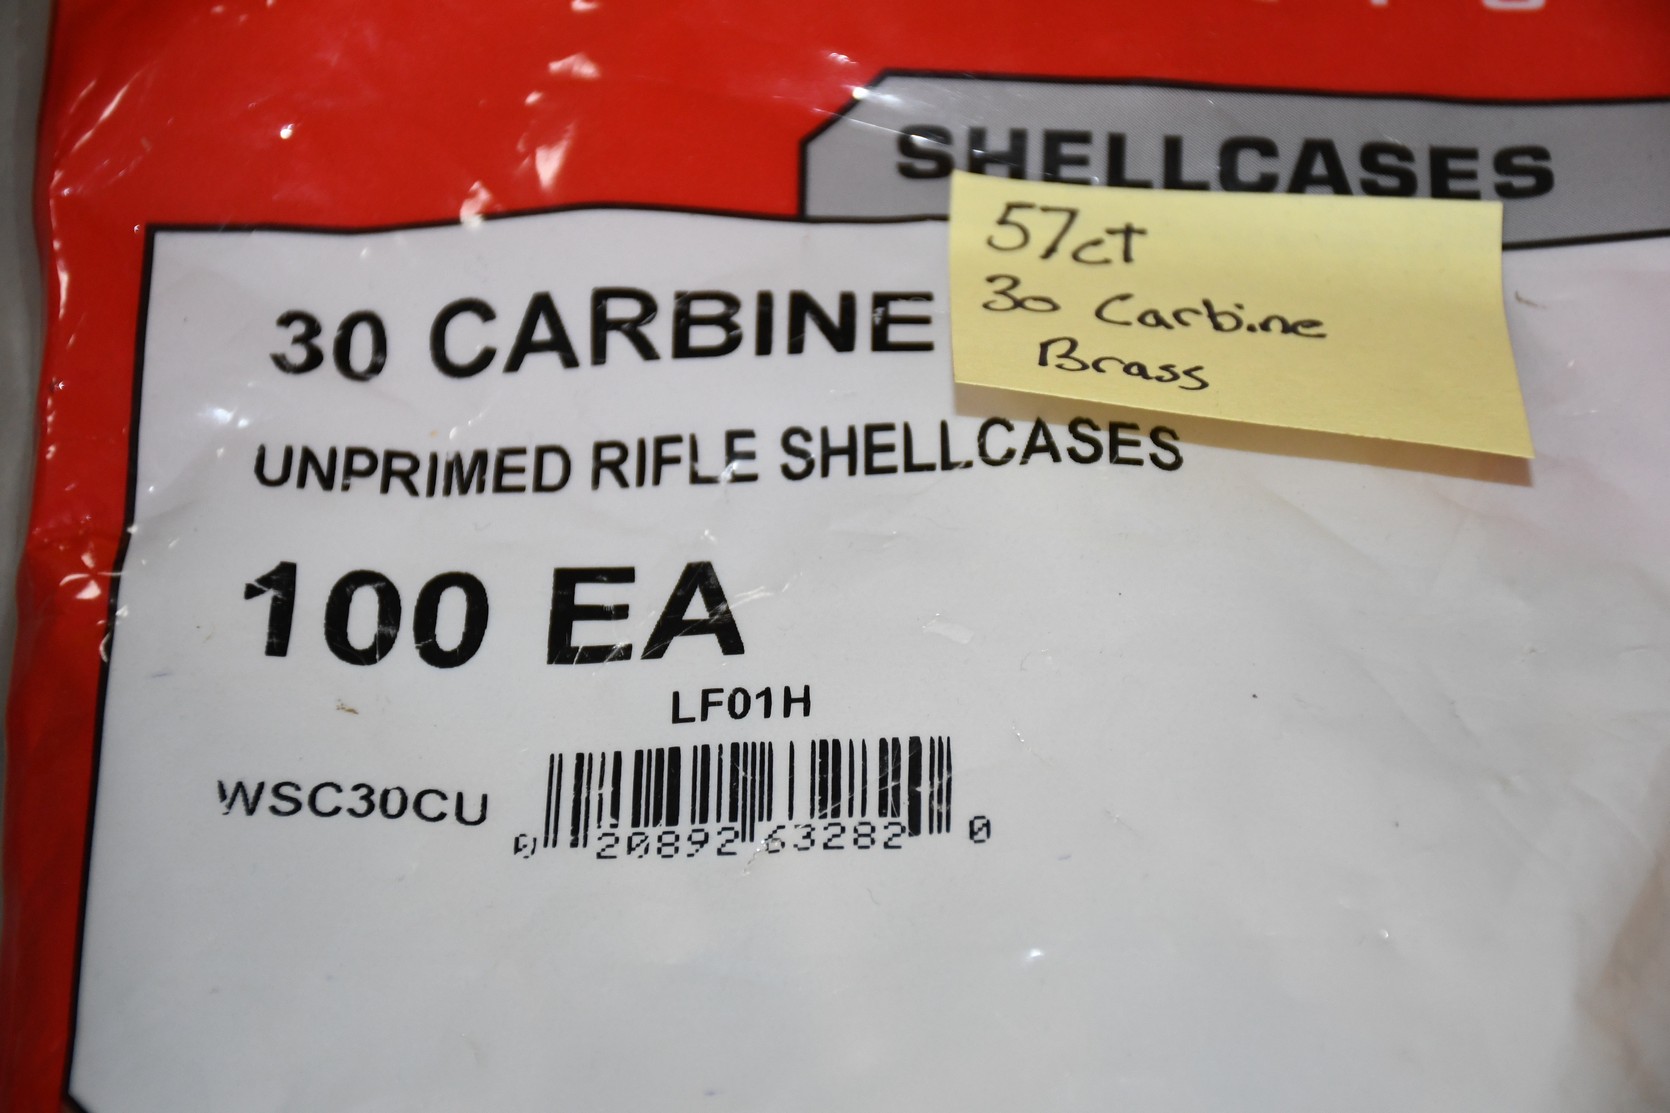 SHELLCASES
57ct
30 Carbine
Brass
30 CARBINE
UNPRIMED RIFLE SHELLCASES
100 EA
LF01H
WSC30CU
0 20892 63282 0